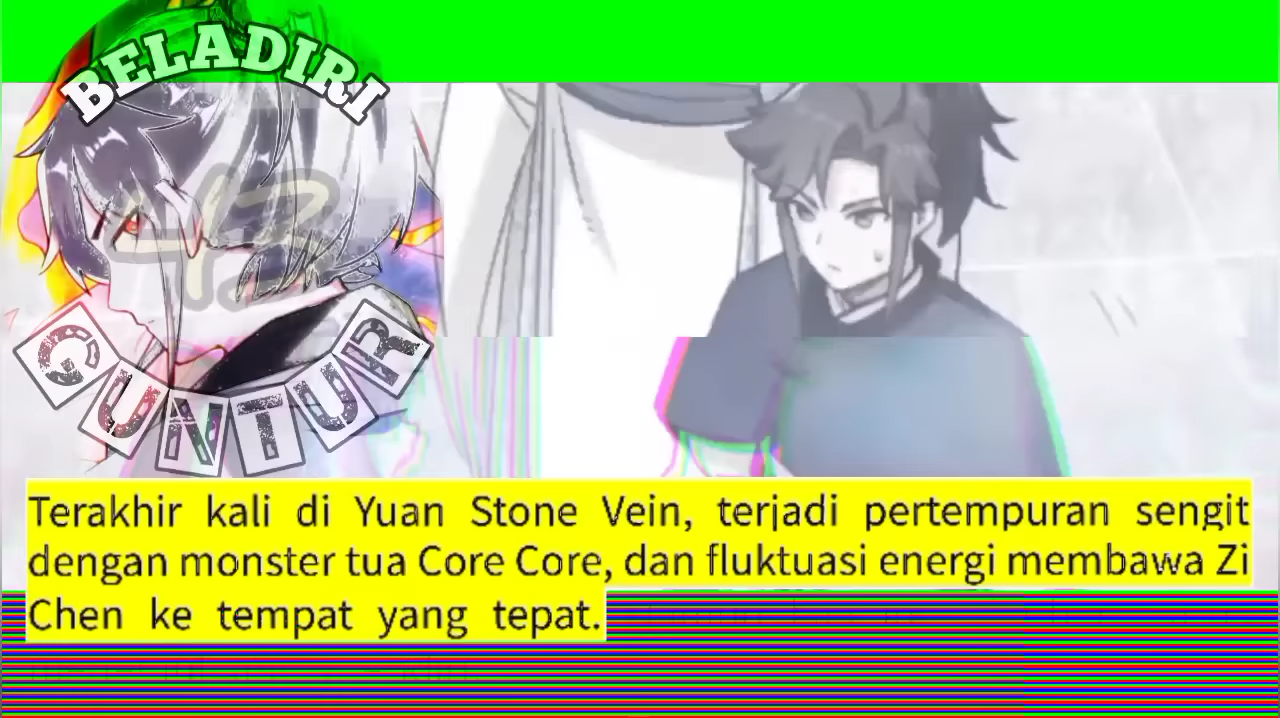 BELADIRI
GUNTUR
Terakhir kali di Yuan Stone Vein, terjadi pertempuran sengit
dengan monster tua Core Core, dan fluktuasi energi membawa Zi
Chen ke tempat yang tepat.